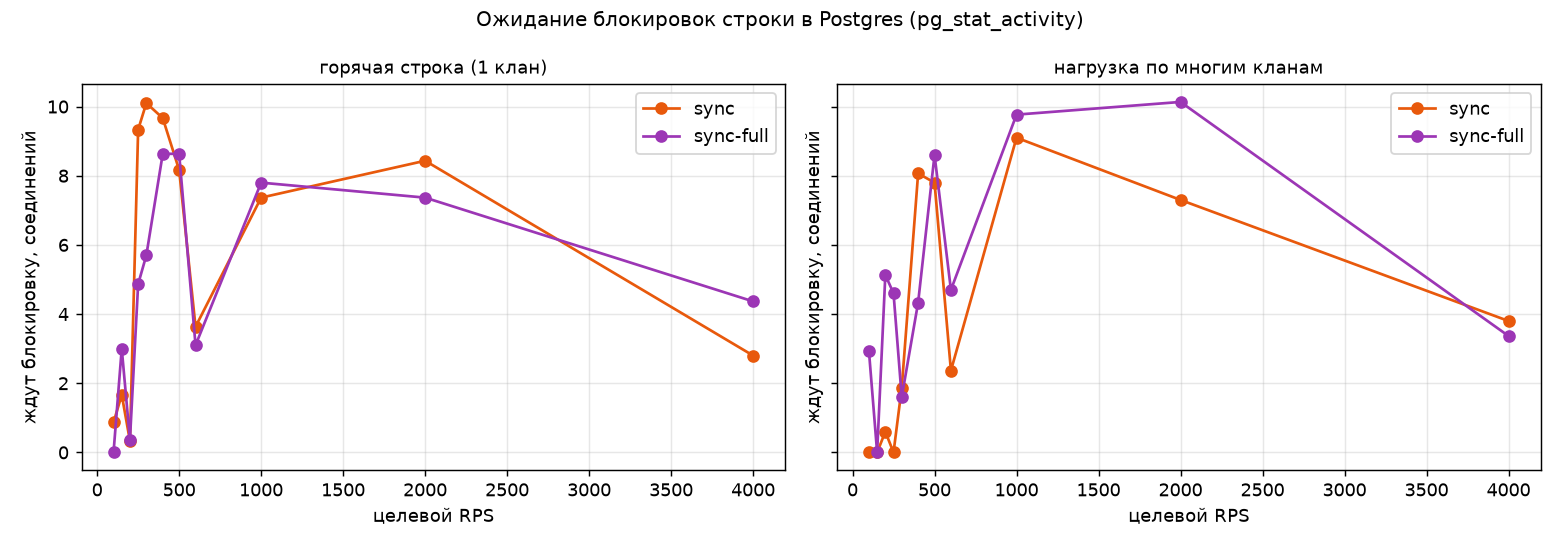 Ожидание блокировок строки в Postgres (pg_stat_activity)
горячая строка (1 клан)
ждут блокировку, соединений
10
8
6
4
2
0
sync
sync-full
0 500 1000 1500 2000 2500 3000 3500 4000
целевой RPS
нагрузка по многим кланам
ждут блокировку, соединений
sync
sync-full
0 500 1000 1500 2000 2500 3000 3500 4000
целевой RPS